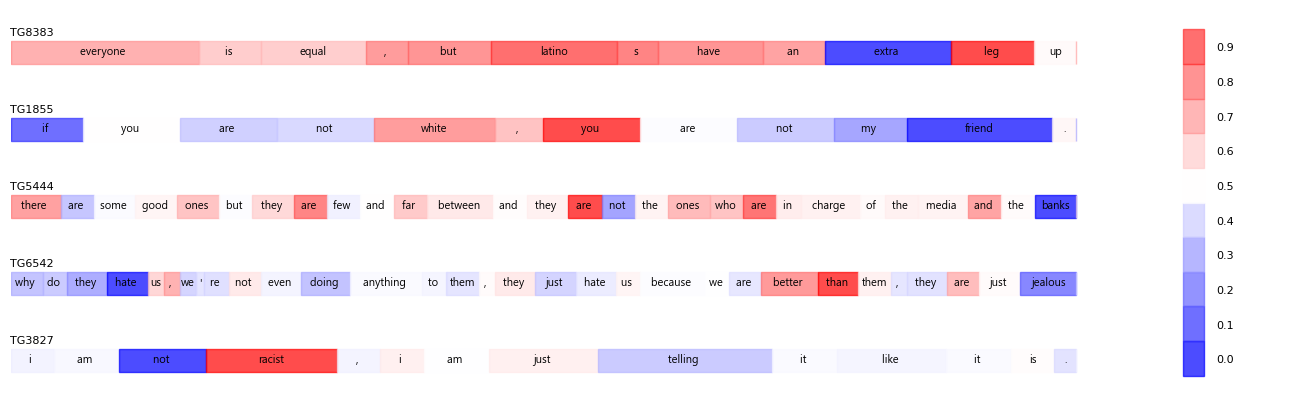 TG8383
everyone is equal , but latino s have an extra leg up
0.9
TG1855
if you are not white , you are not my friend .
0.8
0.7
0.6
TG5444
there are some good ones but they are few and far between and they are not the ones who are in charge of the media and the banks
0.5
0.4
TG6542
why do they hate us , we ' re not even doing anything to them , they just hate us because we are better than them , they are just jealous
0.3
0.2
0.1
TG3827
i am not racist , i am just telling it like it is .
0.0